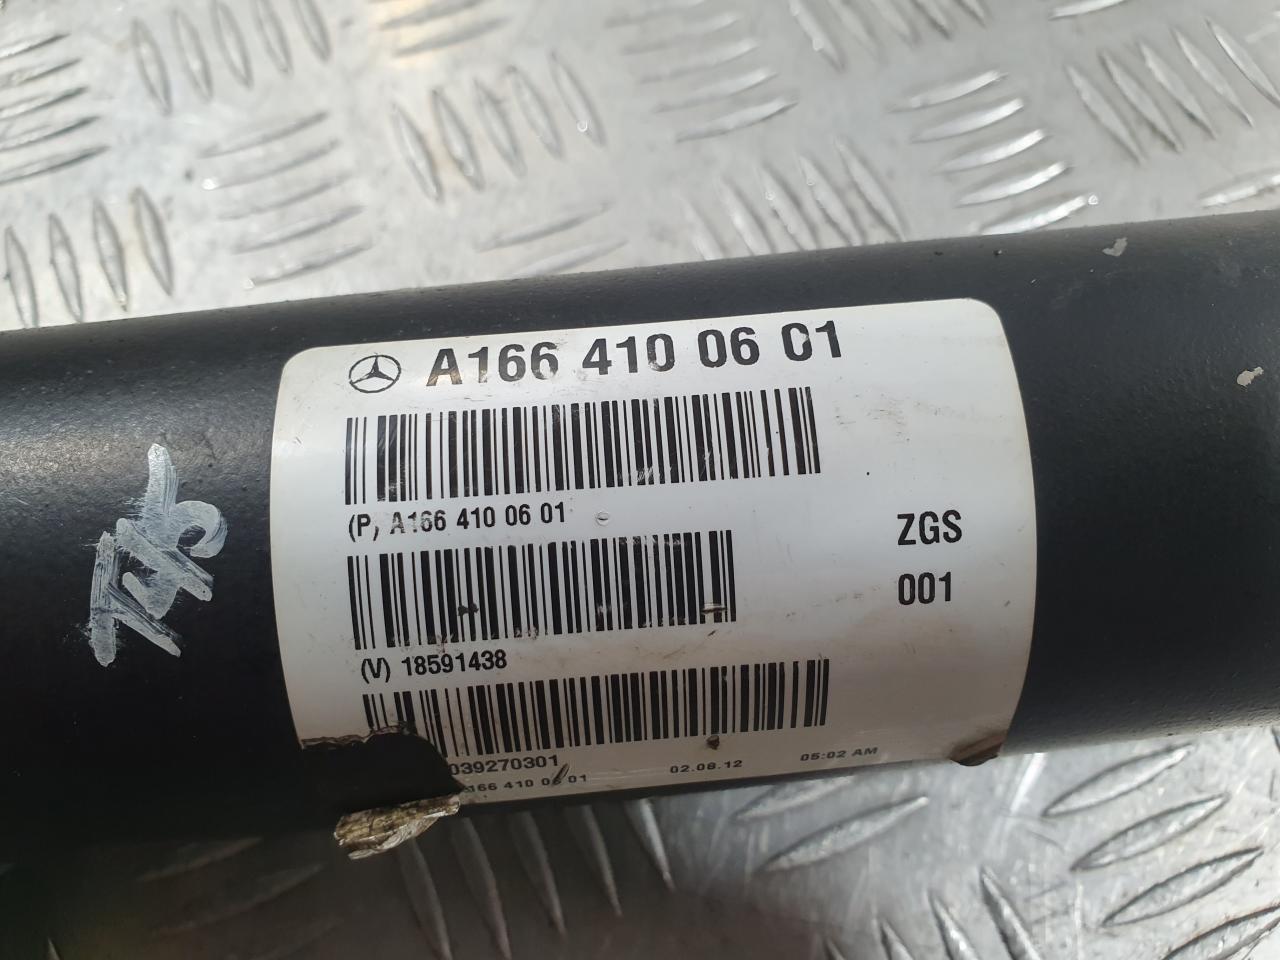 A166 410 06 01
(P) A166 410 06 01
ZGS
001
(V) 18591438
039270301
166 410 06 01 02.08.12 05:02 AM